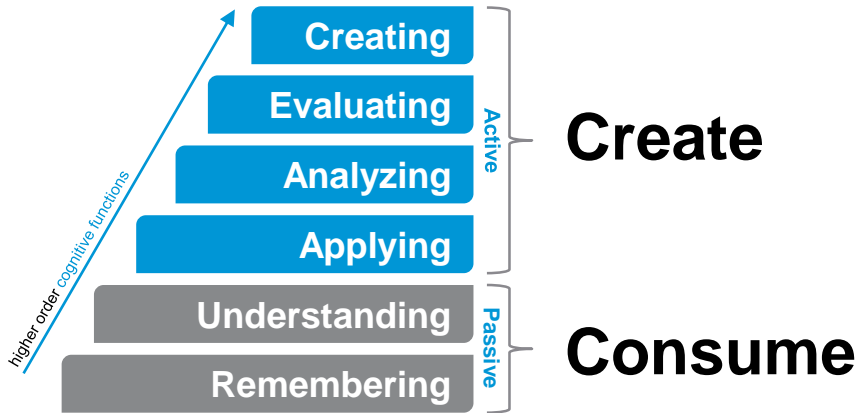 Creating
Evaluating
Analyzing
Applying
Understanding
Remembering
higher order cognitive functions
Active
Passive
Create
Consume